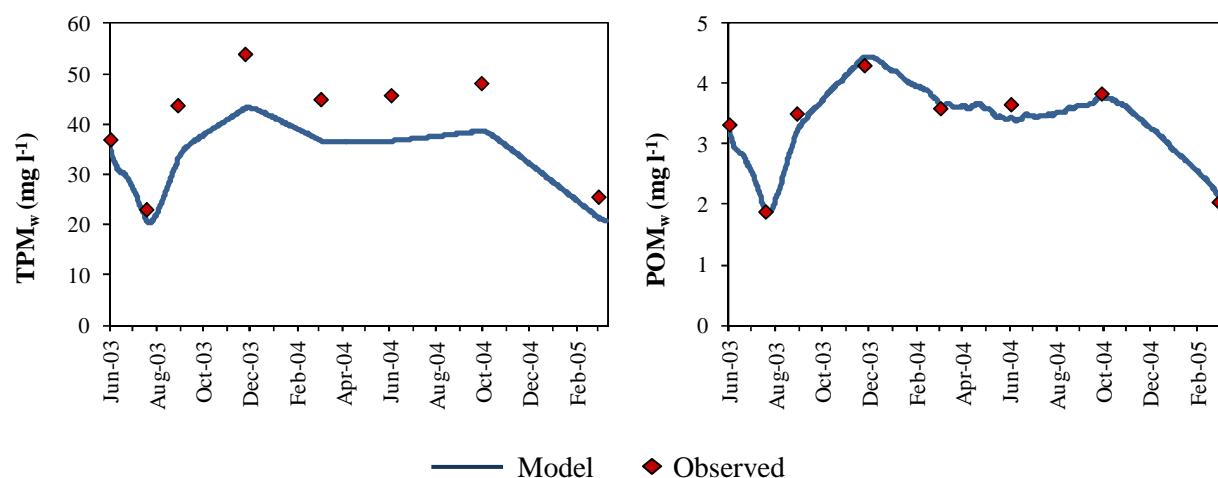 60
50
40
30
20
10
0
TPMw (mg l-1)
Jun-03
Aug-03
Oct-03
Dec-03
Feb-04
Apr-04
Jun-04
Aug-04
Oct-04
Dec-04
Feb-05
5
4
3
2
1
0
POMw (mg l-1)
Jun-03
Aug-03
Oct-03
Dec-03
Feb-04
Apr-04
Jun-04
Aug-04
Oct-04
Dec-04
Feb-05
Model
Observed